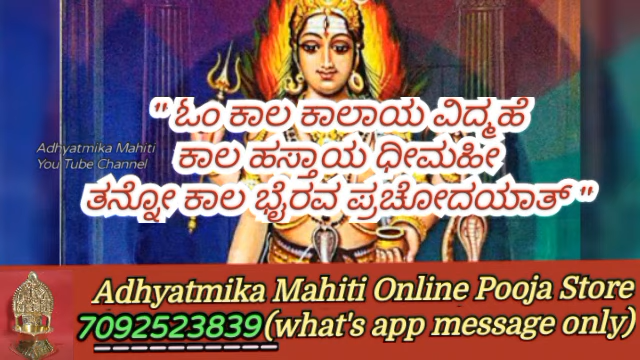 " ಓಂ ಕಾಲ ಕಾಲಾಯ ವಿದ್ಮಹೆ
Adhyatmika Mahiti
You Tube Channel
ಕಾಲ ಹಸ್ತಾಯ ಧೀಮಹೀ
ತನ್ನೋ ಕಾಲ ಭೈರವ ಪ್ರಚೋದಯಾತ್ "
Adhyatmika Mahiti Online Pooja Store
7092523839(what's app message only)